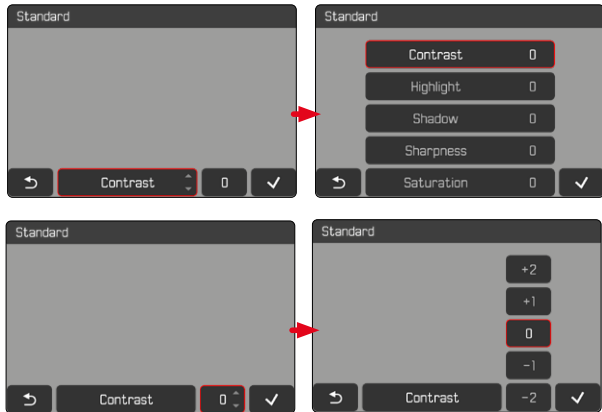 Standard
Contrast 0
Standard
Contrast 0
Highlight 0
Shadow 0
Sharpness 0
Saturation 0
Standard
Contrast 0
Standard
+2
+1
0
-1
Contrast -2